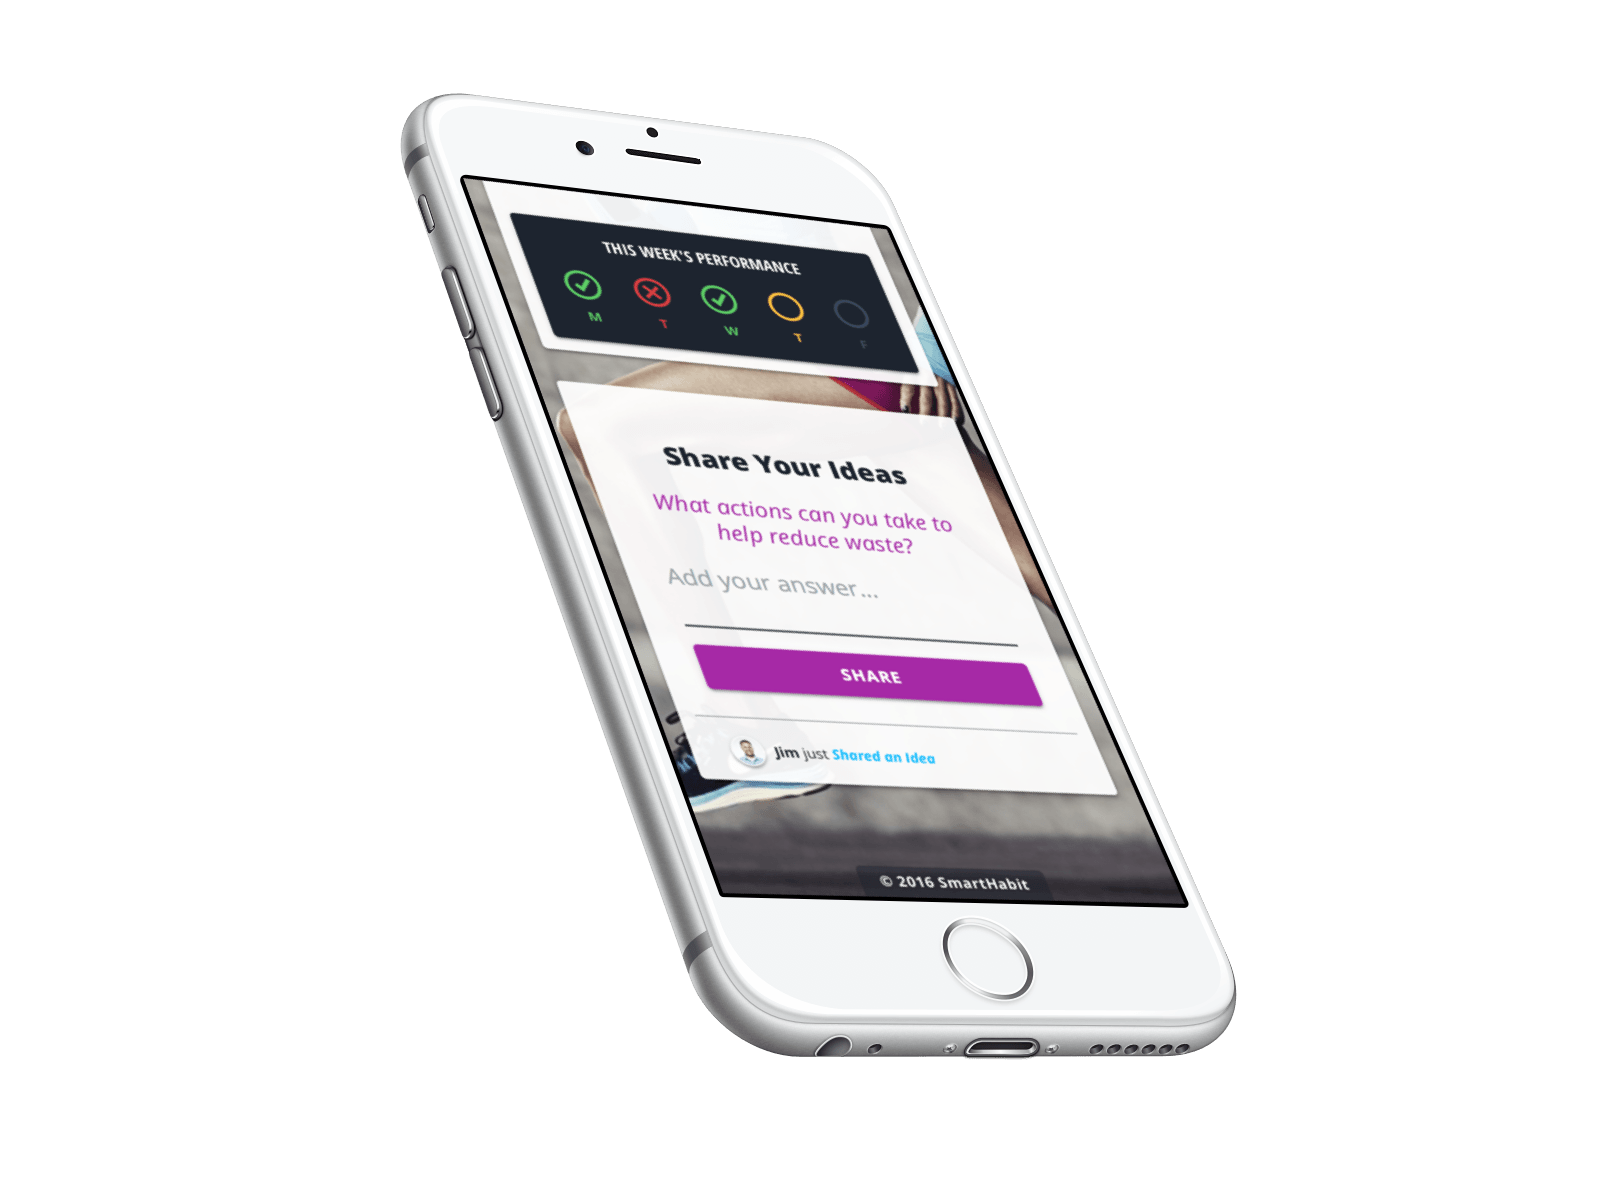 THIS WEEK'S PERFORMANCE
M T W T F
Share Your Ideas
What actions can you take to
help reduce waste?
Add your answer...
SHARE
Jim just Shared an Idea
© 2016 SmartHabit